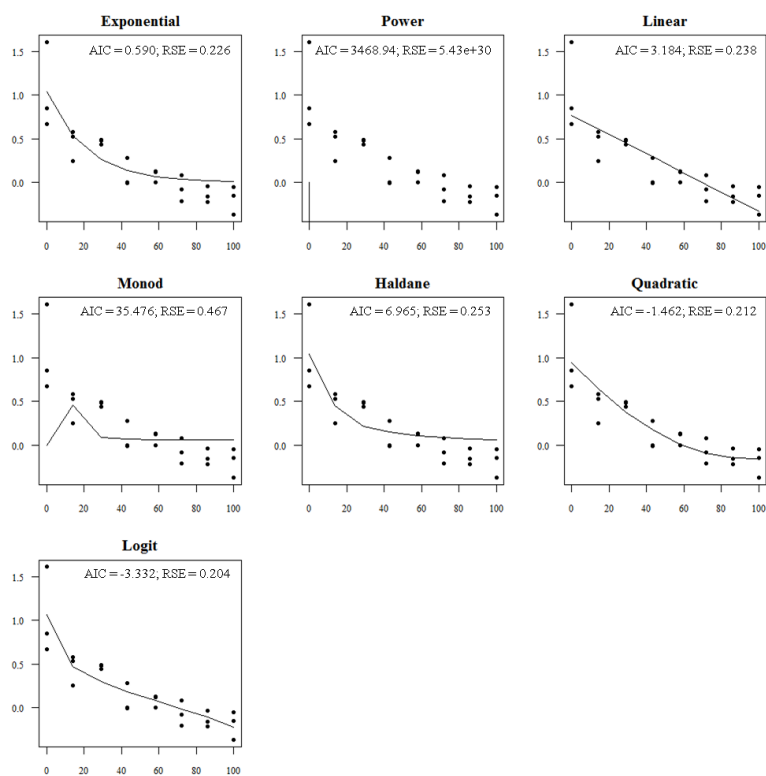 Exponential
AIC = 0.590; RSE = 0.226
1.5
1.0
0.5
0.0
0 20 40 60 80 100
Power
AIC = 3468.94; RSE = 5.43e+30
1.5
1.0
0.5
0.0
0 20 40 60 80 100
Linear
AIC = 3.184; RSE = 0.238
1.5
1.0
0.5
0.0
0 20 40 60 80 100
Monod
AIC = 35.476; RSE = 0.467
1.5
1.0
0.5
0.0
0 20 40 60 80 100
Haldane
AIC = 6.965; RSE = 0.253
1.5
1.0
0.5
0.0
0 20 40 60 80 100
Quadratic
AIC = -1.462; RSE = 0.212
1.5
1.0
0.5
0.0
0 20 40 60 80 100
Logit
AIC = -3.332; RSE = 0.204
1.5
1.0
0.5
0.0
0 20 40 60 80 100